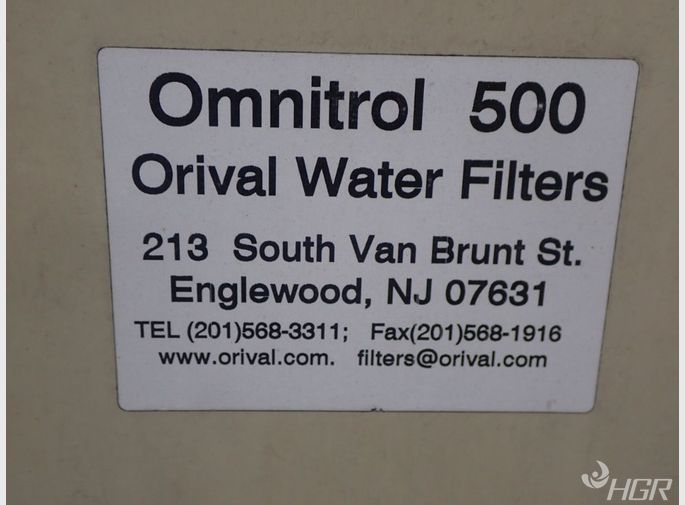 Omnitrol 500
Orival Water Filters
213 South Van Brunt St.
Englewood, NJ 07631
TEL (201)568-3311; Fax(201)568-1916
www.orival.com. filters@orival.com
HGR